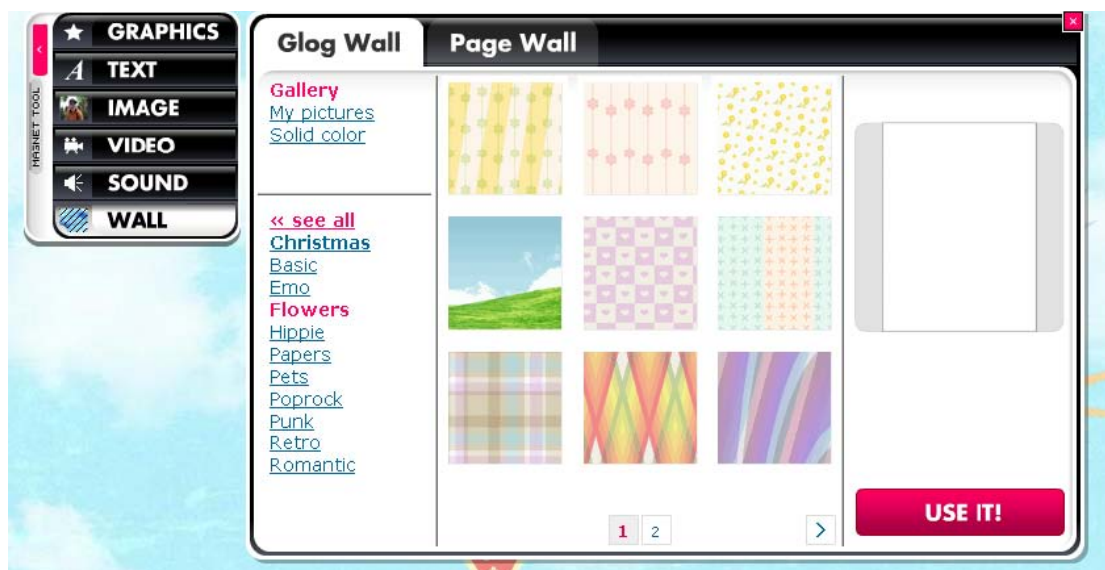 GRAPHICS
TEXT
IMAGE
VIDEO
SOUND
WALL
MAGNET TOOL
Glog Wall
Page Wall
Gallery
My pictures
Solid color
« see all
Christmas
Basic
Emo
Flowers
Hippie
Papers
Pets
Poprock
Punk
Retro
Romantic
1 2 >
USE IT!